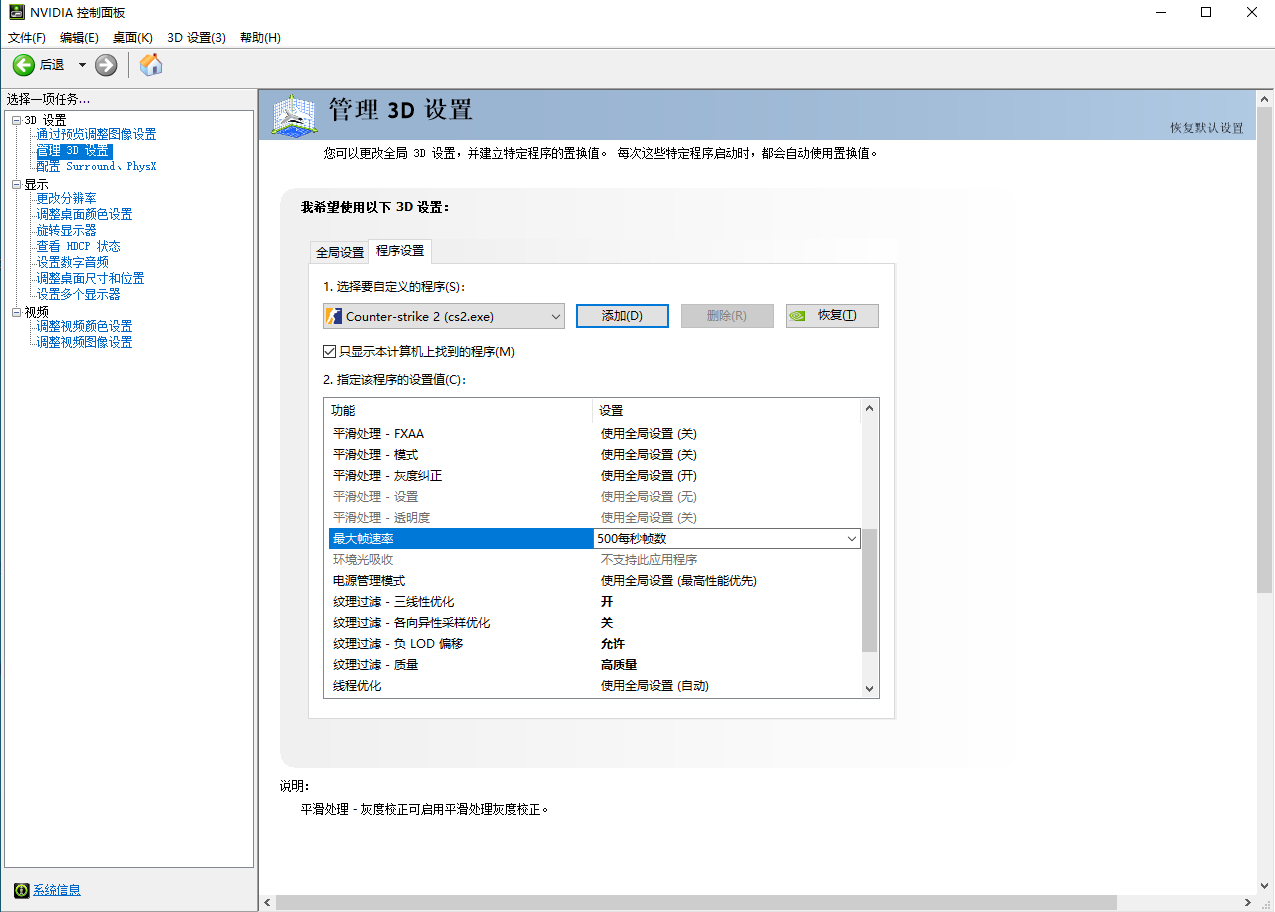 NVIDIA 控制面板
文件(F) 编辑(E) 桌面(K) 3D 设置(3) 帮助(H)
后退
选择一项任务...
3D 设置
通过预览调整图像设置
管理 3D 设置
配置 Surround、PhysX
显示
更改分辨率
调整桌面颜色设置
旋转显示器
查看 HDCP 状态
设置数字音频
调整桌面尺寸和位置
设置多个显示器
视频
调整视频颜色设置
调整视频图像设置
系统信息
管理 3D 设置
恢复默认设置
您可以更改全局 3D 设置，并建立特定程序的置换值。 每次这些特定程序启动时，都会自动使用置换值。
我希望使用以下 3D 设置：
全局设置 程序设置
1. 选择要自定义的程序(S):
Counter-strike 2 (cs2.exe) 添加(D) 删除(R) 恢复(T)
只显示本计算机上找到的程序(M)
2. 指定该程序的设置值(C):
功能 设置
平滑处理 - FXAA 使用全局设置 (关)
平滑处理 - 模式 使用全局设置 (关)
平滑处理 - 灰度纠正 使用全局设置 (开)
平滑处理 - 设置 使用全局设置 (无)
平滑处理 - 透明度 使用全局设置 (关)
最大帧速率 500每秒帧数
环境光吸收 不支持此应用程序
电源管理模式 使用全局设置 (最高性能优先)
纹理过滤 - 三线性优化 开
纹理过滤 - 各向异性采样优化 关
纹理过滤 - 负 LOD 偏移 允许
纹理过滤 - 质量 高质量
线程优化 使用全局设置 (自动)
说明：
平滑处理 - 灰度校正可启用平滑处理灰度校正。